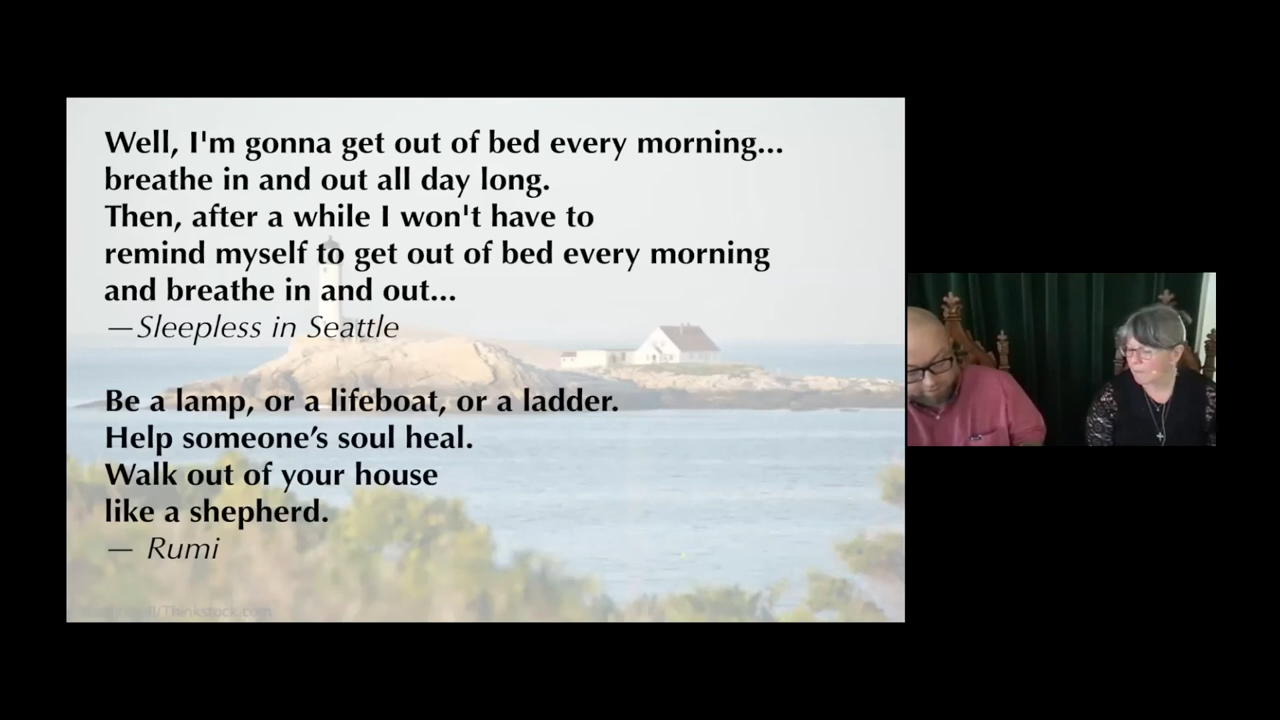 Well, I'm gonna get out of bed every morning...
breathe in and out all day long.
Then, after a while I won't have to
remind myself to get out of bed every morning
and breathe in and out...
—Sleepless in Seattle
Be a lamp, or a lifeboat, or a ladder.
Help someone’s soul heal.
Walk out of your house
like a shepherd.
— Rumi
/Thinkstock.com